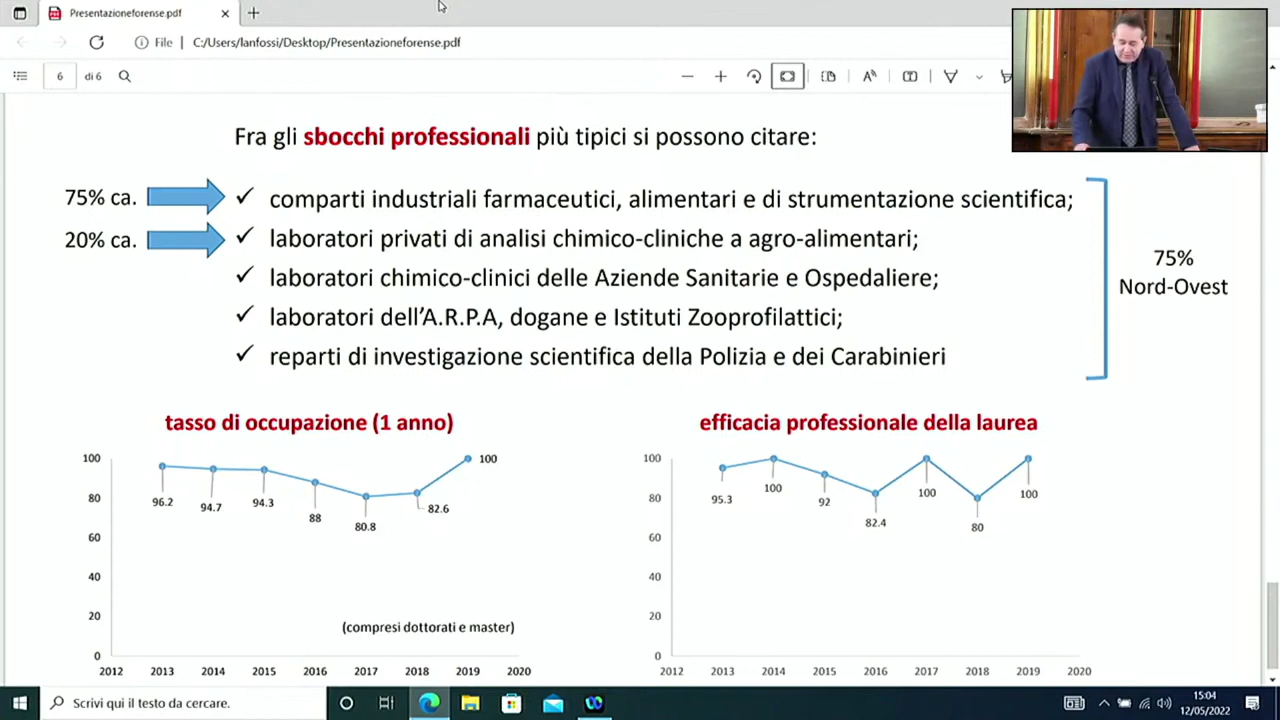 Presentazioneforense.pdf
File C:/Users/lanfossi/Desktop/Presentazioneforense.pdf
6 di 6
Fra gli sbocchi professionali più tipici si possono citare:
75% ca. ✓ comparti industriali farmaceutici, alimentari e di strumentazione scientifica;
20% ca. ✓ laboratori privati di analisi chimico-cliniche a agro-alimentari;
✓ laboratori chimico-clinici delle Aziende Sanitarie e Ospedaliere;
✓ laboratori dell'A.R.P.A, dogane e Istituti Zooprofilattici;
✓ reparti di investigazione scientifica della Polizia e dei Carabinieri
75%
Nord-Ovest
tasso di occupazione (1 anno)
100
80
60
40
20
0
96.2
94.7
94.3
88
80.8
82.6
100
(compresi dottorati e master)
2012 2013 2014 2015 2016 2017 2018 2019 2020
efficacia professionale della laurea
100
80
60
40
20
0
95.3
100
92
82.4
100
80
100
2012 2013 2014 2015 2016 2017 2018 2019 2020
Scrivi qui il testo da cercare.
15:04
12/05/2022